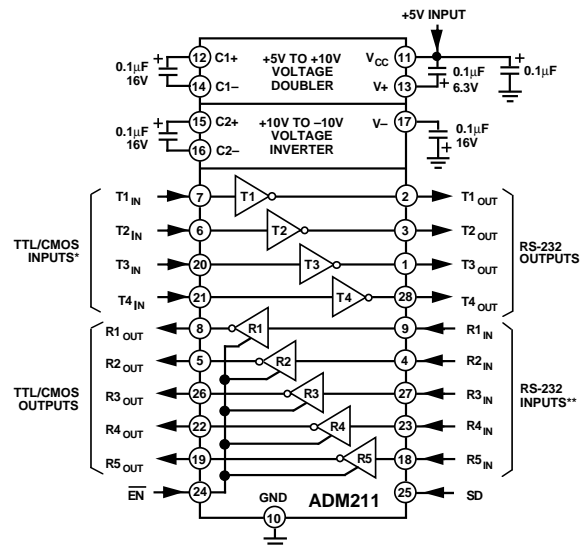 +5V INPUT
0.1μF
16V
12 C1+
14 C1–
+5V TO +10V
VOLTAGE
DOUBLER
VCC 11
V+ 13
0.1μF
6.3V
0.1μF
0.1μF
16V
15 C2+
16 C2–
+10V TO –10V
VOLTAGE
INVERTER
V– 17
0.1μF
16V
TTL/CMOS
INPUTS*
T1IN 7 T1 2 T1OUT
T2IN 6 T2 3 T2OUT
T3IN 20 T3 1 T3OUT
T4IN 21 T4 28 T4OUT
RS-232
OUTPUTS
TTL/CMOS
OUTPUTS
R1OUT 8 R1 9 R1IN
R2OUT 5 R2 4 R2IN
R3OUT 26 R3 27 R3IN
R4OUT 22 R4 23 R4IN
R5OUT 19 R5 18 R5IN
RS-232
INPUTS**
EN 24
GND
10
ADM211
25 SD